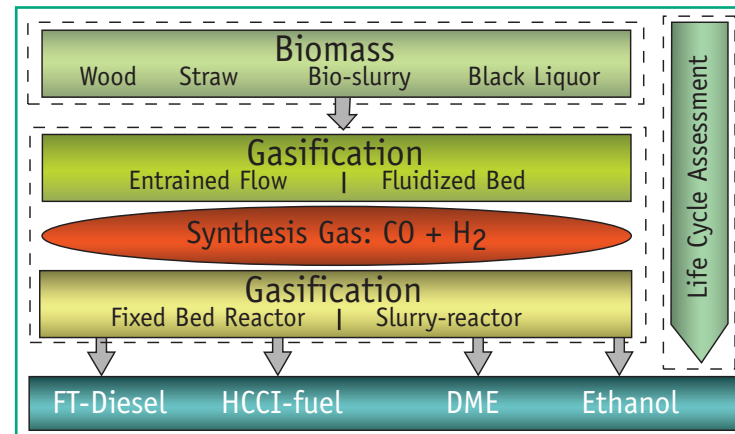 Biomass
Wood Straw Bio-slurry Black Liquor
Gasification
Entrained Flow | Fluidized Bed
Synthesis Gas: CO + H₂
Gasification
Fixed Bed Reactor | Slurry-reactor
FT-Diesel HCCI-fuel DME Ethanol
Life Cycle Assessment